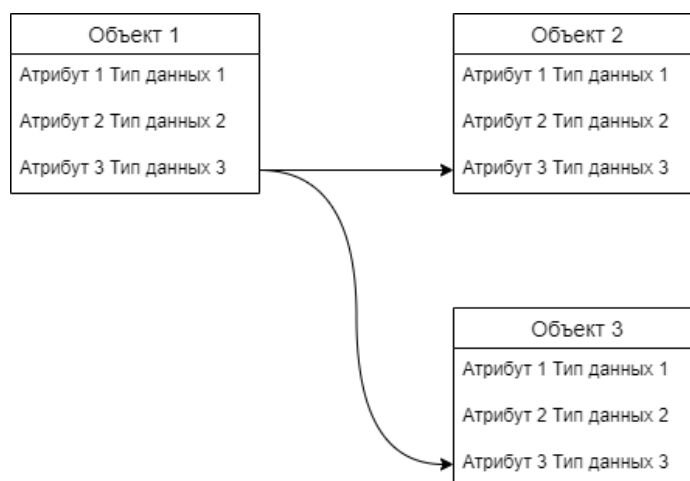 Объект 1
Атрибут 1 Тип данных 1
Атрибут 2 Тип данных 2
Атрибут 3 Тип данных 3
Объект 2
Атрибут 1 Тип данных 1
Атрибут 2 Тип данных 2
Атрибут 3 Тип данных 3
Объект 3
Атрибут 1 Тип данных 1
Атрибут 2 Тип данных 2
Атрибут 3 Тип данных 3